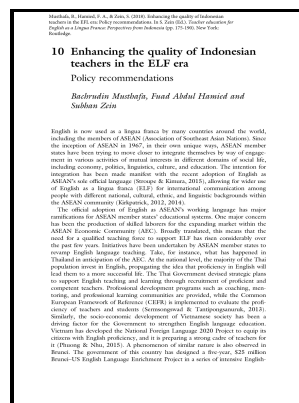 Musthafa, B., Hamied, F. A., & Zein, S. (2018). Enhancing the quality of Indonesian
teachers in the ELF era: Policy recommendations. In S. Zein (Ed.). Teacher education for
English as a Lingua Franca: Perspectives from Indonesia (pp. 175-190). New York:
Routledge.
10 Enhancing the quality of Indonesian
teachers in the ELF era
Policy recommendations
Bachrudin Musthafa, Fuad Abdul Hamied and
Subhan Zein
English is now used as a lingua franca by many countries around the world,
including the members of ASEAN (Association of Southeast Asian Nations). Since
the inception of ASEAN in 1967, in their own unique ways, ASEAN member
states have been trying to move closer to integrate themselves by way of engage-
ment in various activities of mutual interests in different domains of social life,
including economy, politics, linguistics, culture, and education. The intention for
integration has been made manifest with the recent adoption of English as
ASEAN's sole official language (Stroupe & Kimura, 2015), allowing for wider use
of English as a lingua franca (ELF) for international communication among
people with different national, cultural, ethnic, and linguistic backgrounds within
the ASEAN community (Kirkpatrick, 2012, 2014).
The official adoption of English as ASEAN's working language has major
ramifications for ASEAN member states' educational systems. One major concern
has been the production of skilled labours for the expanding market within the
ASEAN Economic Community (AEC). Broadly translated, this means that the
need for a qualified teaching force to support ELF has risen considerably over
the past few years. Initiatives have been undertaken by ASEAN member states to
revamp English language teaching. Take, for instance, what has happened in
Thailand in anticipation of the AEC. At the national level, the majority of the Thai
population invest in English, propagating the idea that proficiency in English will
lead them to a more successful life. The Thai Government devised strategic plans
to support English teaching and learning through recruitment of proficient and
competent teachers. Professional development programs such as coaching, men-
toring, and professional learning communities are provided, while the Common
European Framework of Reference (CEFR) is implemented to evaluate the profi-
ciency of teachers and students (Sermsongswad & Tantipongsanuruk, 2013).
Similarly, the socio-economic development of Vietnamese society has been a
driving factor for the Government to strengthen English language education.
Vietnam has developed the National Foreign Language 2020 Project to equip its
citizens with English proficiency, and it is preparing a strong cadre of teachers for
it (Phuong & Nhu, 2015). A phenomenon of similar nature is also observed in
Brunei. The government of this country has designed a five-year, $25 million
Brunei–US English Language Enrichment Project in a series of intensive English-